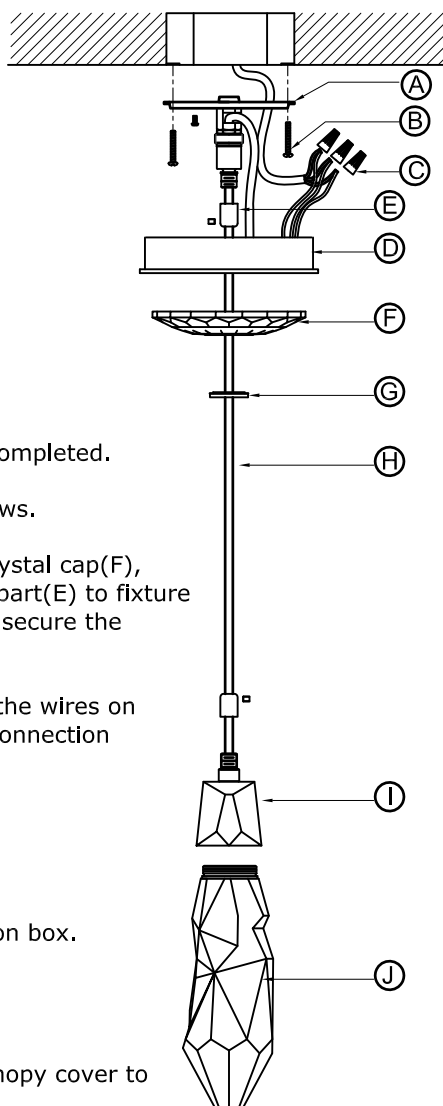 A
B
C
E
D
F
G
ompleted.
H
ws.
ystal cap(F),
part(E) to fixture
secure the
the wires on
onnection
I
on box.
J
nopy cover to